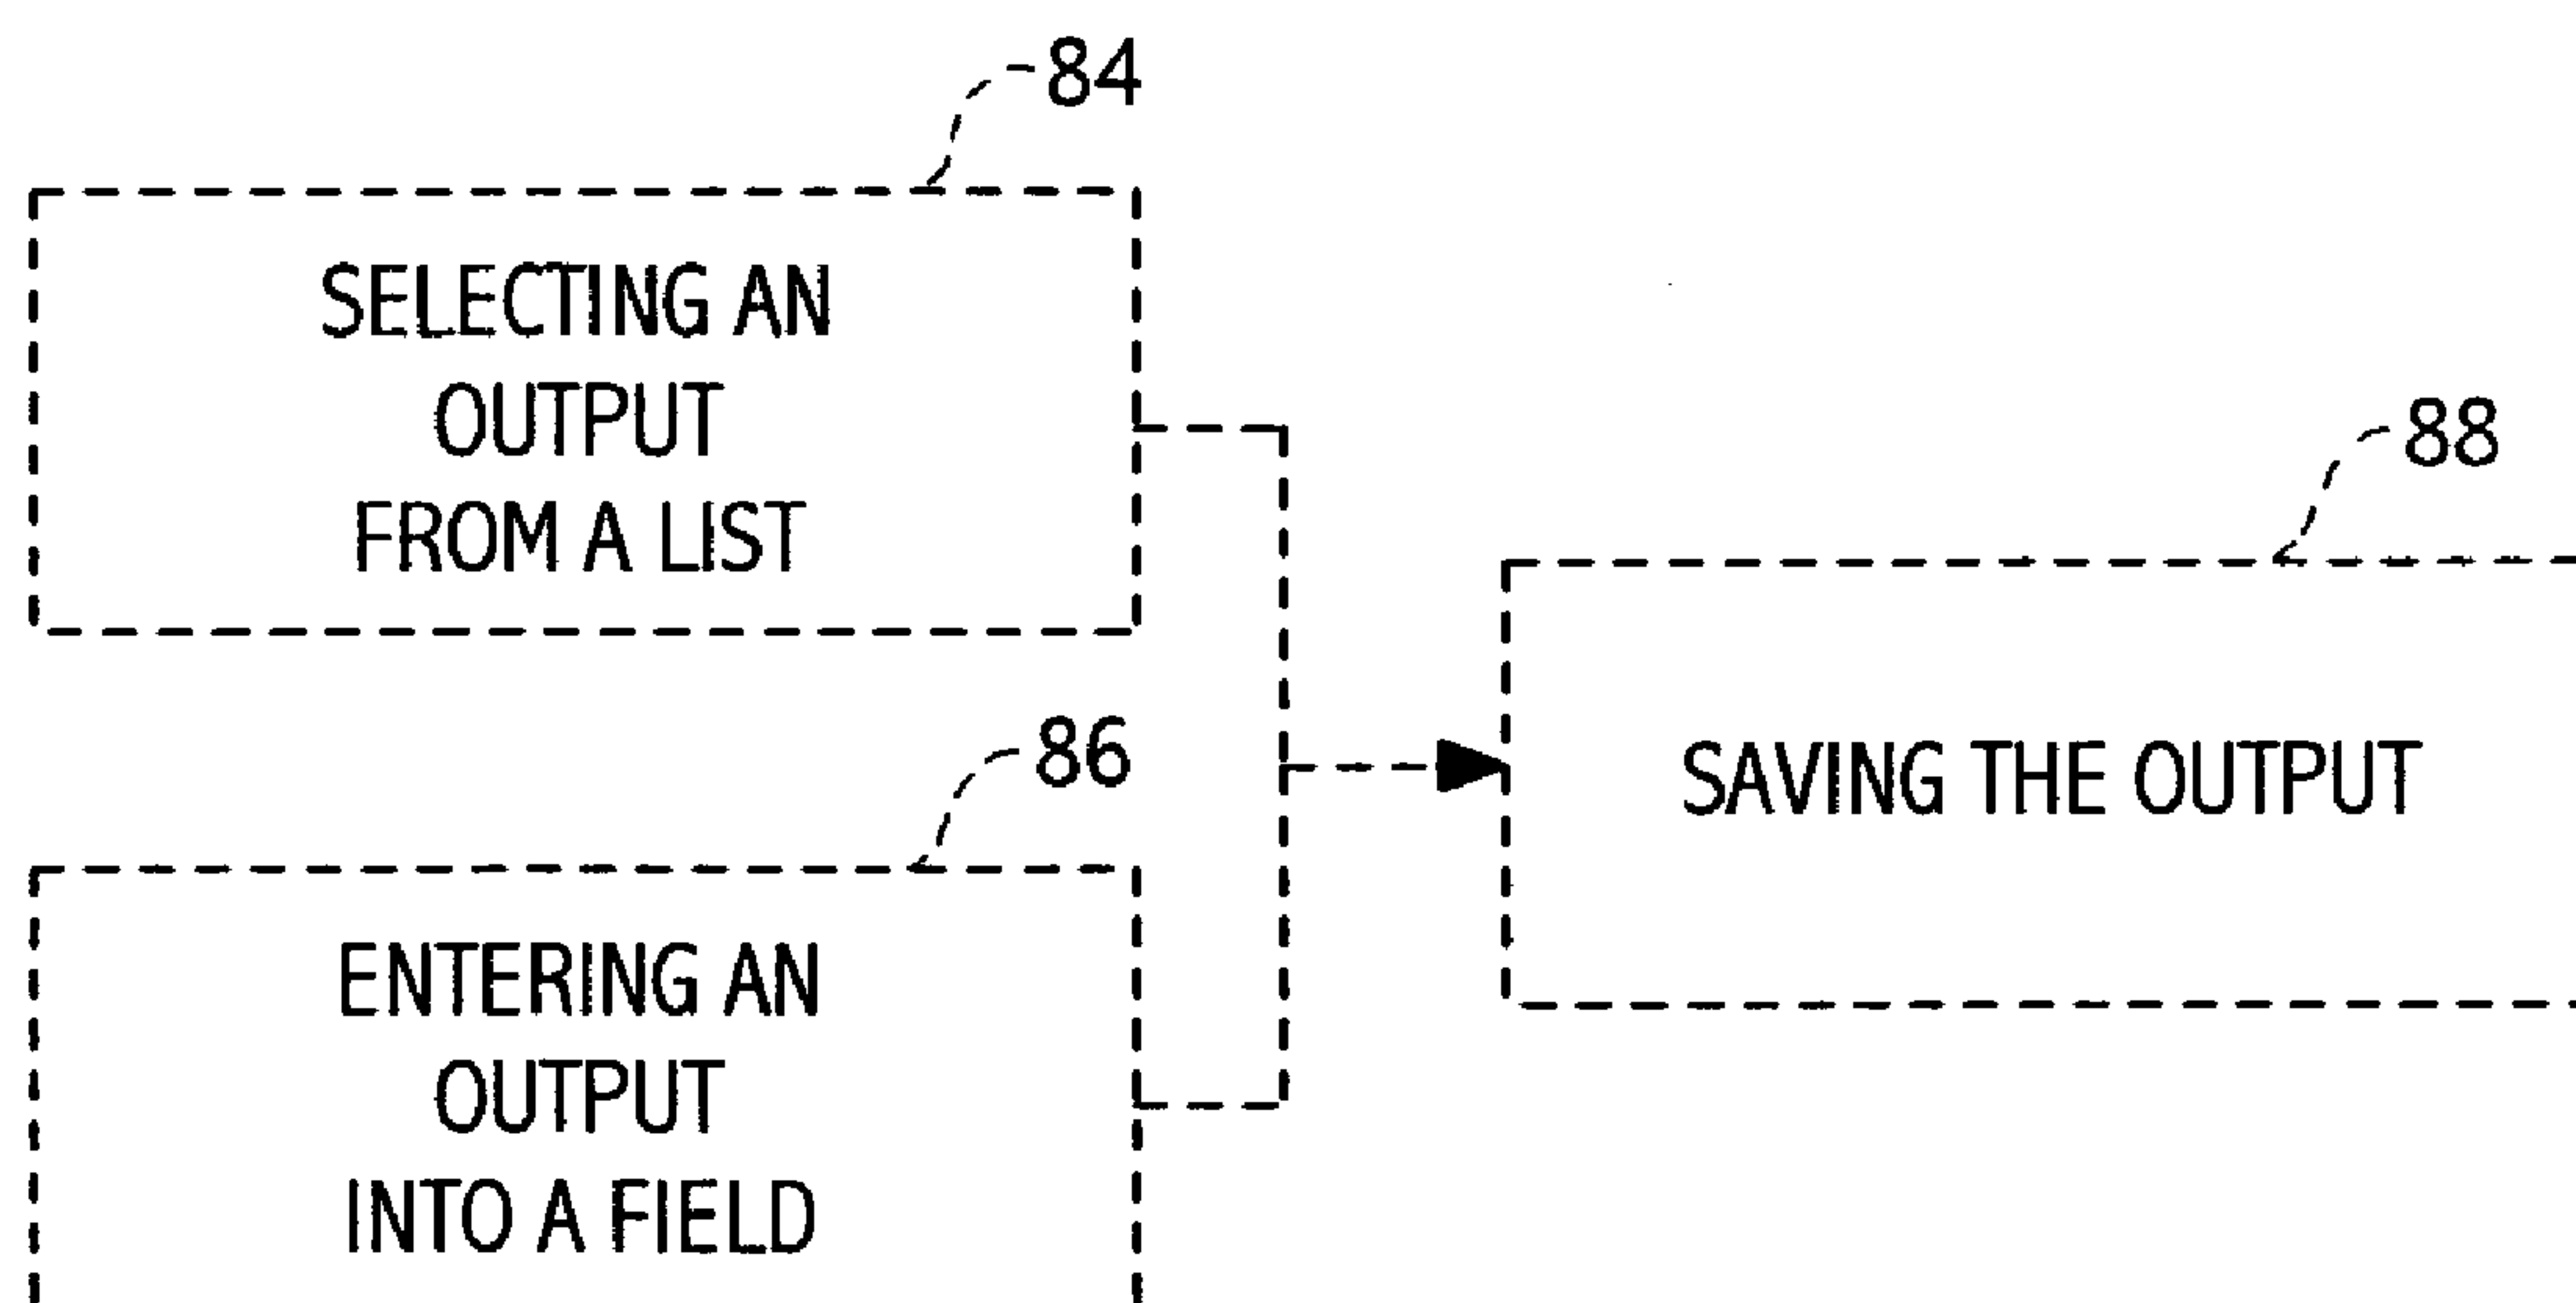 84
SELECTING AN
OUTPUT
FROM A LIST
88
SAVING THE OUTPUT
86
ENTERING AN
OUTPUT
INTO A FIELD